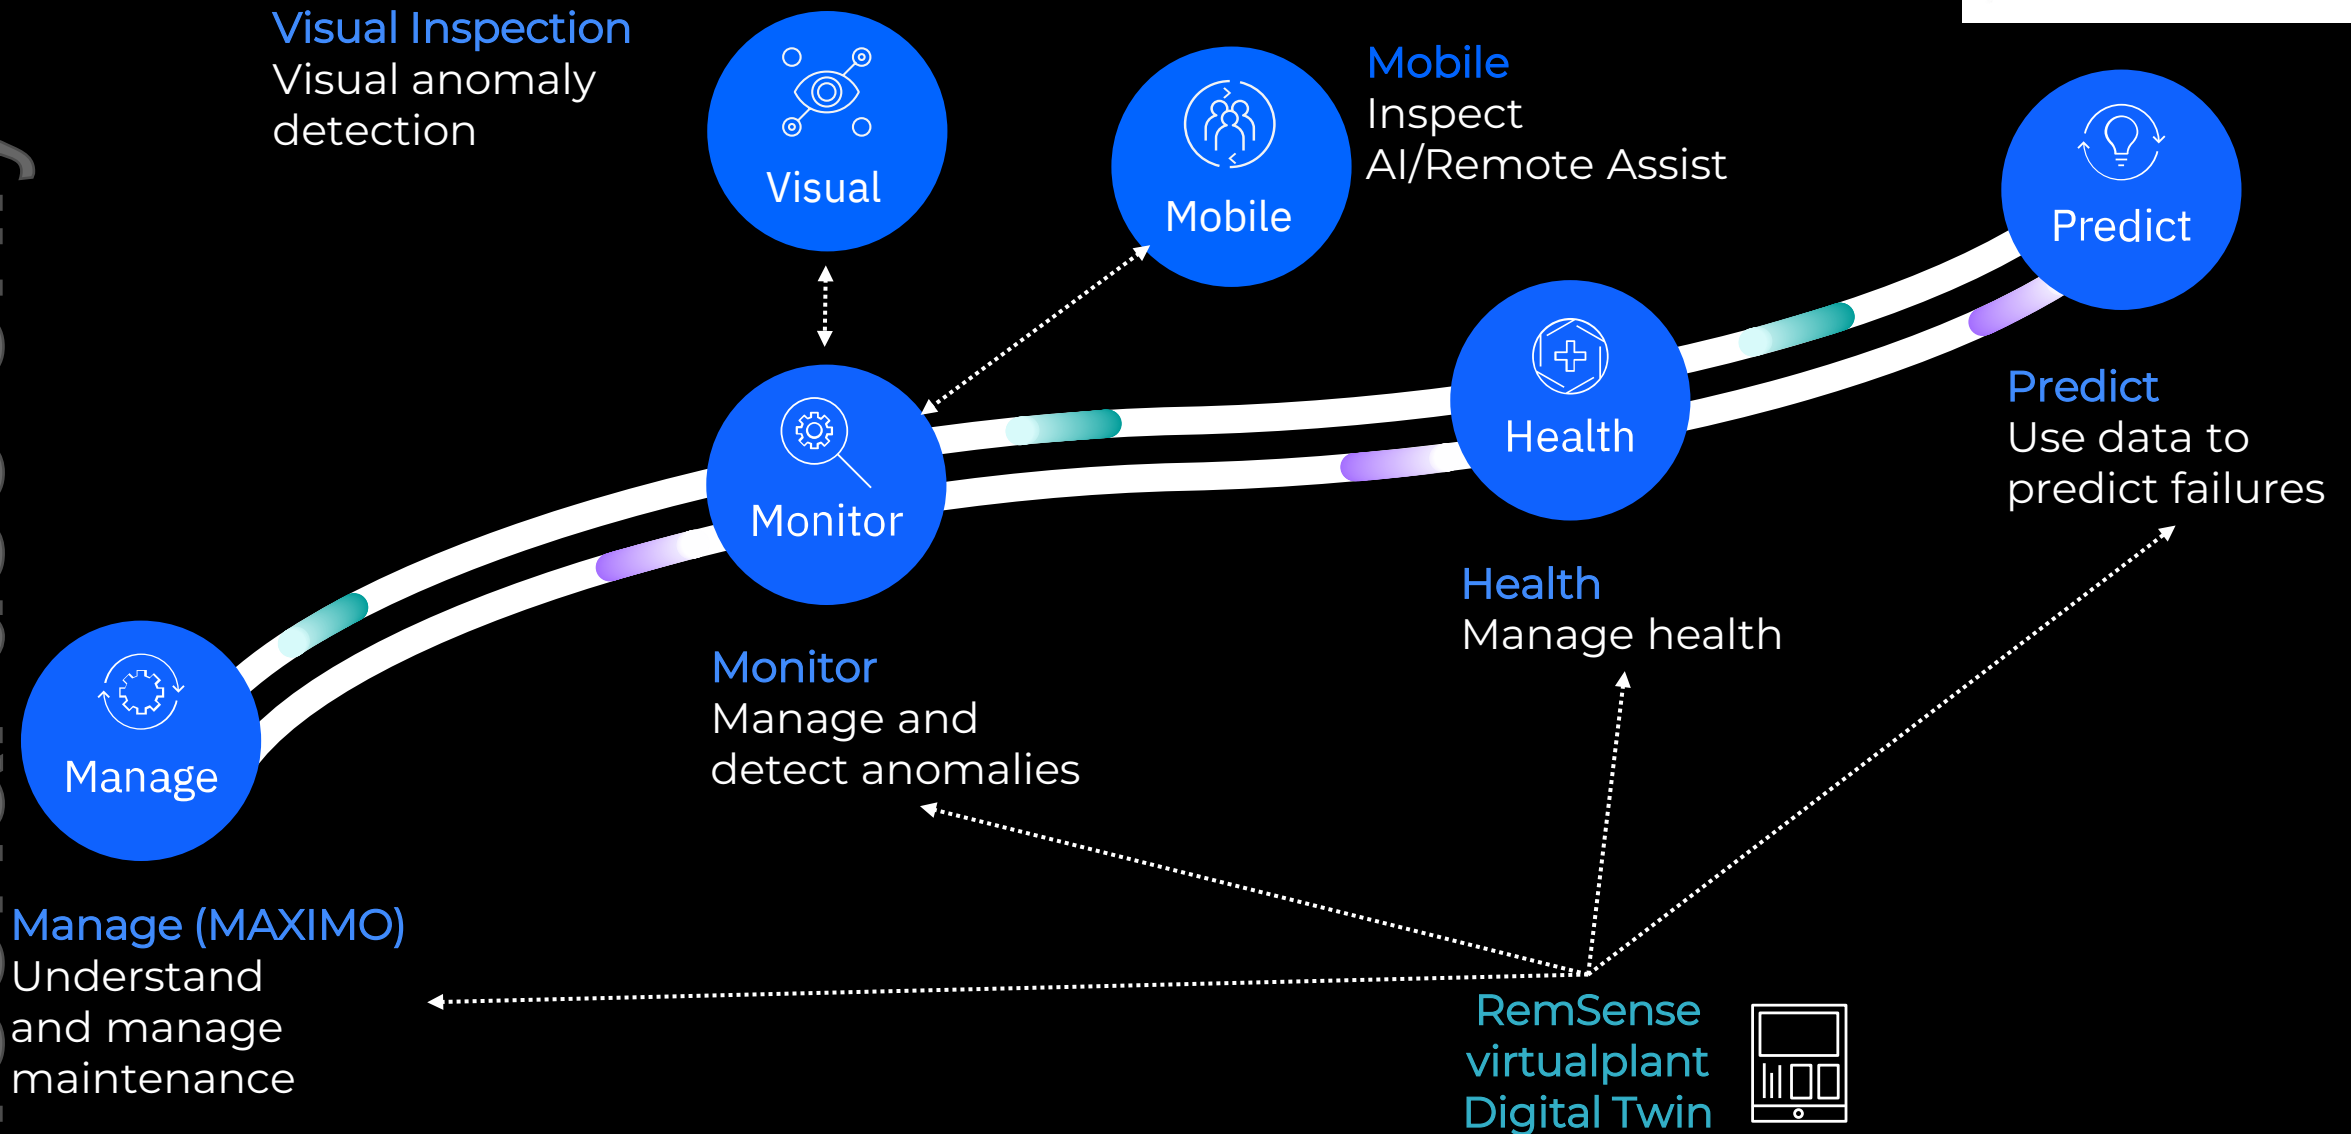 Visual Inspection
Visual anomaly
detection
Visual
Mobile
Mobile
Inspect
AI/Remote Assist
Predict
Predict
Use data to
predict failures
Health
Health
Manage health
Monitor
Monitor
Manage and
detect anomalies
Manage
Manage (MAXIMO)
Understand
and manage
maintenance
RemSense
virtualplant
Digital Twin